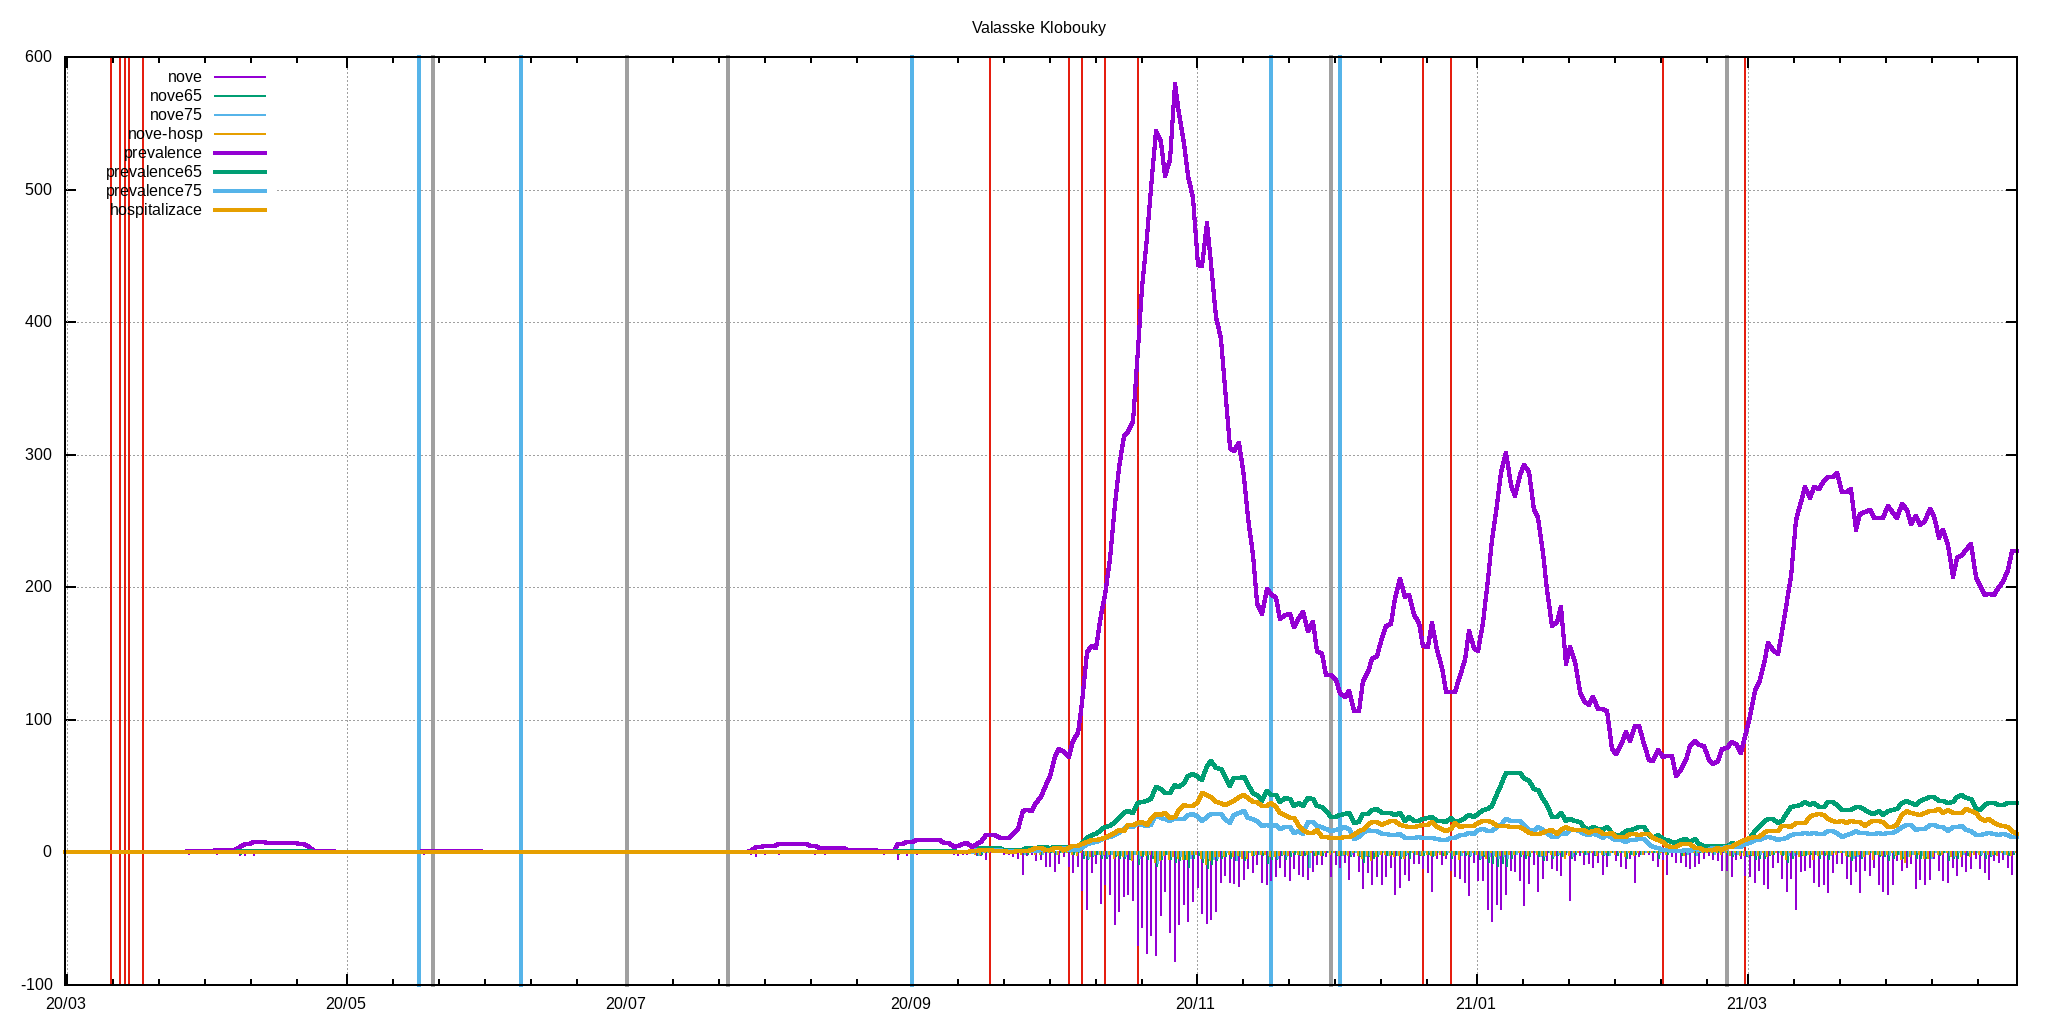 Valasske Klobouky
600
nove
nove65
nove75
nove-hosp
prevalence
prevalence65
prevalence75
hospitalizace
500
400
300
200
100
0
-100
20/03 20/05 20/07 20/09 20/11 21/01 21/03